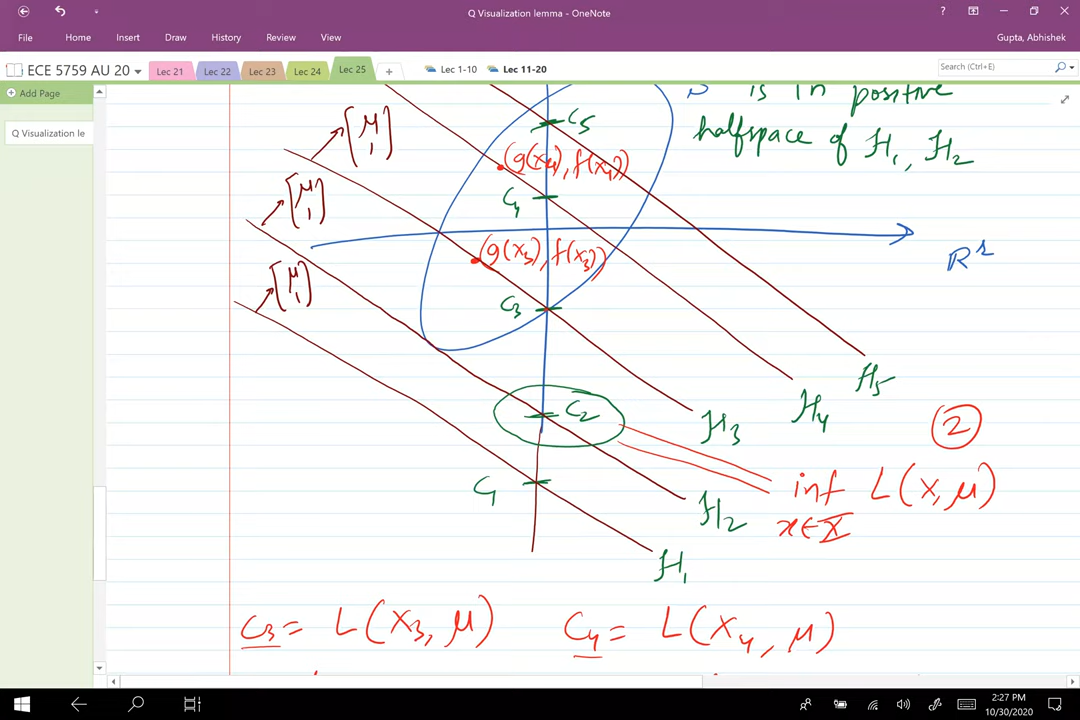 Q Visualization lemma - OneNote
Gupta, Abhishek
File Home Insert Draw History Review View
ECE 5759 AU 20
Lec 21 Lec 22 Lec 23 Lec 24 Lec 25 +
Lec 1-10 Lec 11-20
Search (Ctrl+E)
Add Page
Q Visualization le
is in positive
halfspace of H₁, H₂
[μ 1]
[μ 1]
[μ 1]
C5
(g(x4), f(x4))
C4
(g(x3), f(x3))
C3
R^r
H5
H4
H3
C2
2
inf L(x, μ)
x∈X
C1
H2
H1
C3 = L(x3, μ) C4 = L(x4, μ)
2:27 PM
10/30/2020